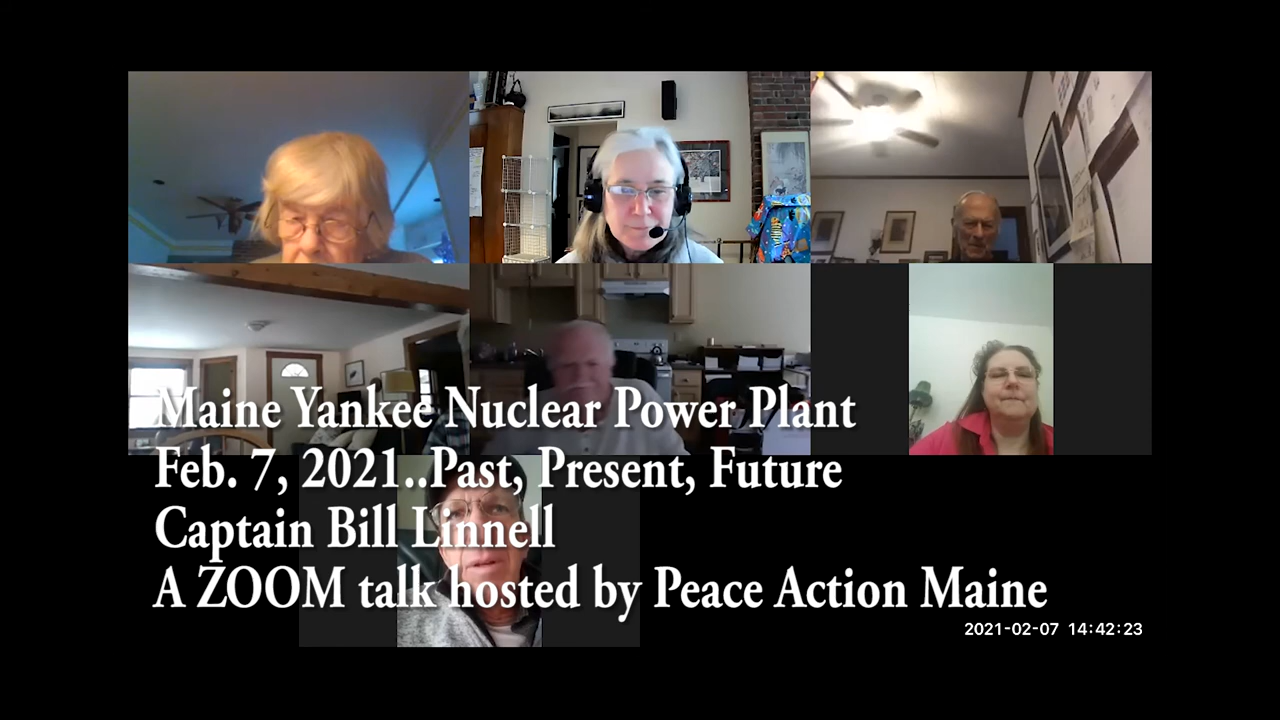 Maine Yankee Nuclear Power Plant
Feb. 7, 2021..Past, Present, Future
Captain Bill Linnell
A ZOOM talk hosted by Peace Action Maine
2021-02-07 14:42:23